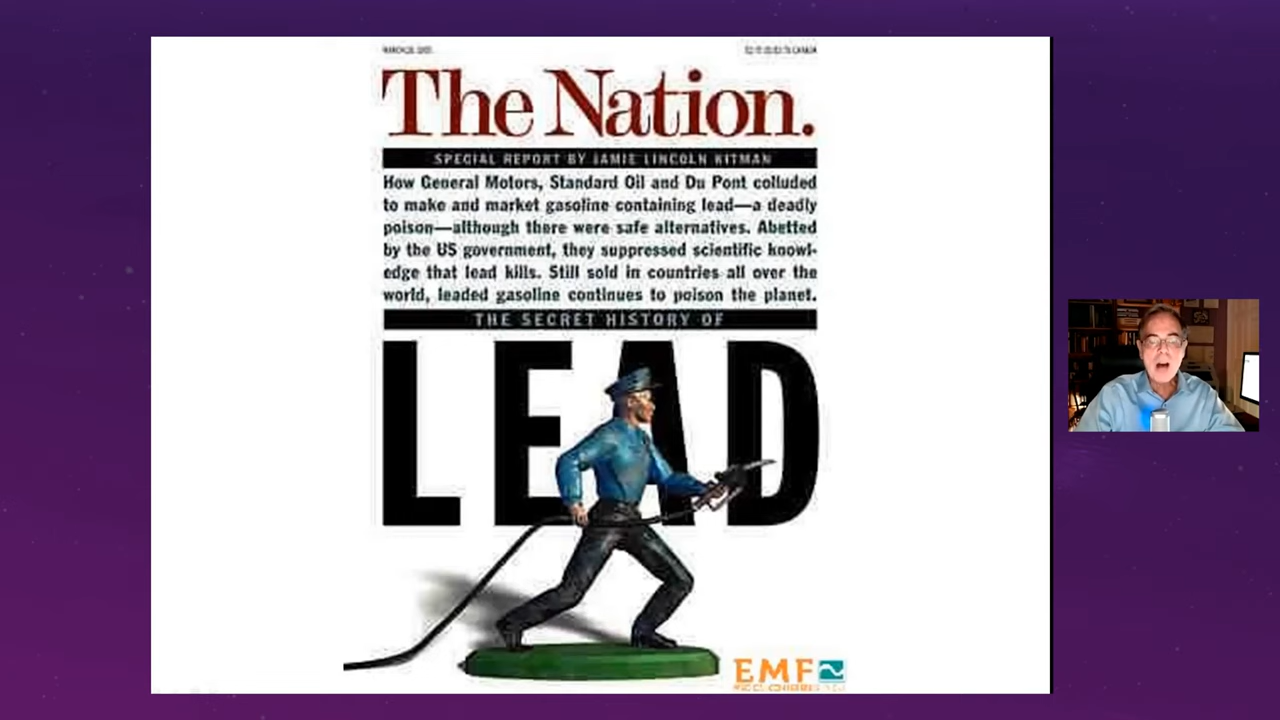 The Nation.
SPECIAL REPORT BY JAMIE LINCOLN KITMAN
How General Motors, Standard Oil and Du Pont colluded
to make and market gasoline containing lead—a deadly
poison—although there were safe alternatives. Abetted
by the US government, they suppressed scientific knowl-
edge that lead kills. Still sold in countries all over the
world, leaded gasoline continues to poison the planet.
THE SECRET HISTORY OF
LEAD
EMF